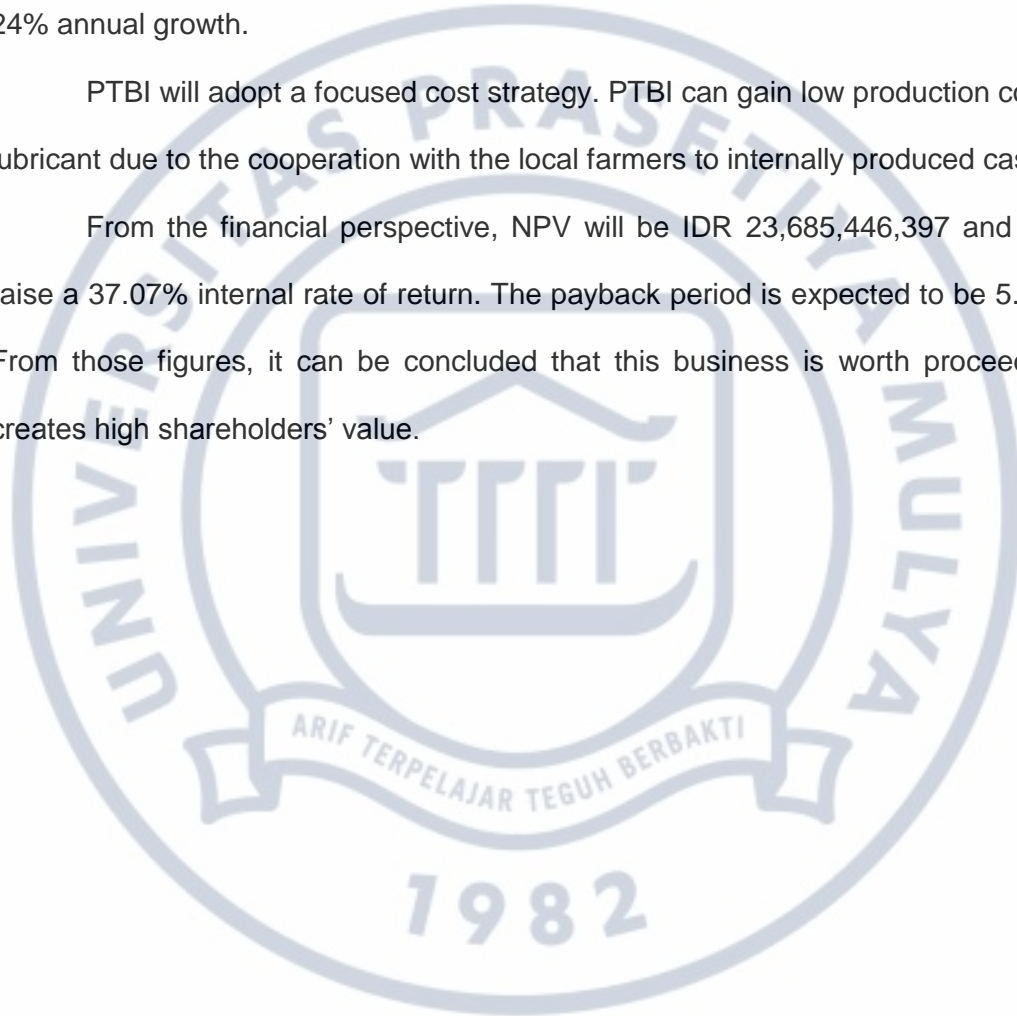 24% annual growth.
PTBI will adopt a focused cost strategy. PTBI can gain low production
lubricant due to the cooperation with the local farmers to internally produced
From the financial perspective, NPV will be IDR 23,685,446,397 and
raise a 37.07% internal rate of return. The payback period is expected to be 5.
From those figures, it can be concluded that this business is worth
creates high shareholders’ value.
UNIVERSITAS PRASETIYA MULYA
ARIF TERPELAJAR TEGUH BERBAKTI
1982